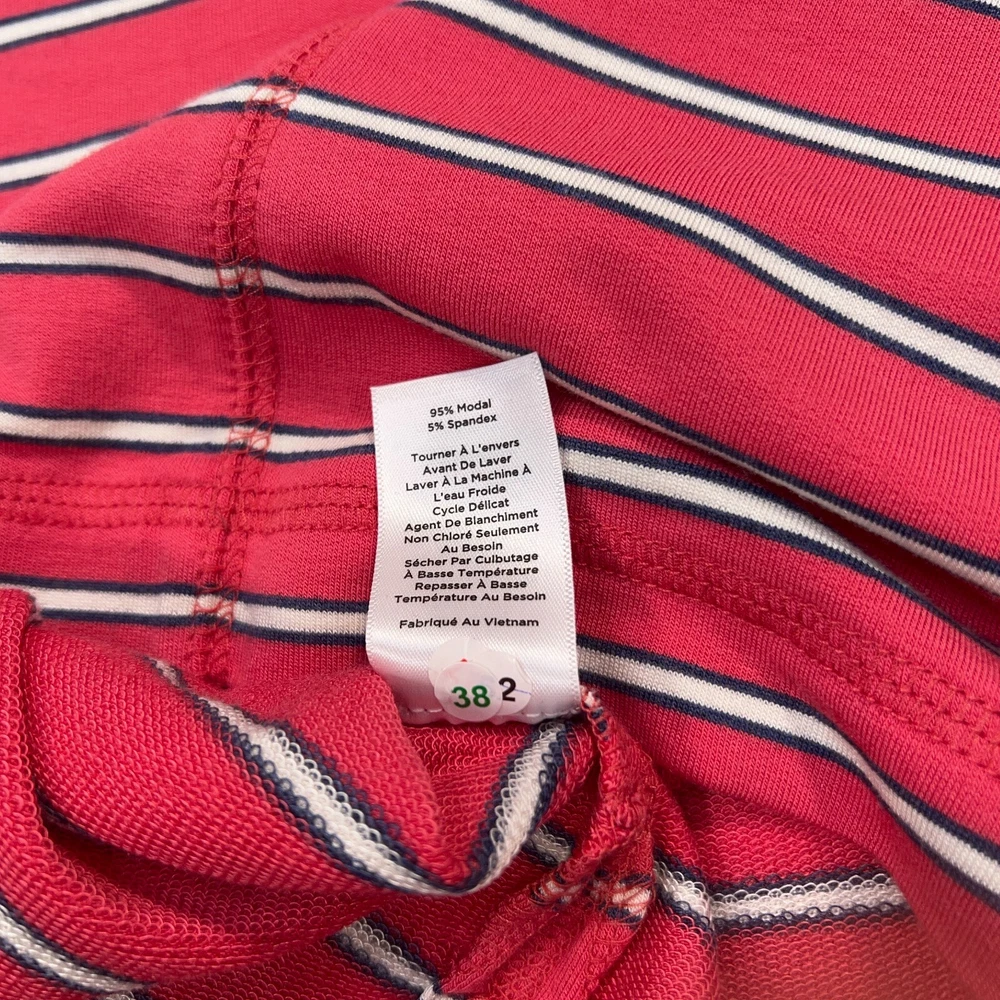 95% Modal
5% Spandex
Tourner À L'envers
Avant De Laver
Laver À La Machine À
L'eau Froide
Cycle Délicat
Agent De Blanchiment
Non Chloré Seulement
Au Besoin
Sécher Par Culbutage
À Basse Température
Repasser À Basse
Température Au Besoin
Fabriqué Au Vietnam
38 2